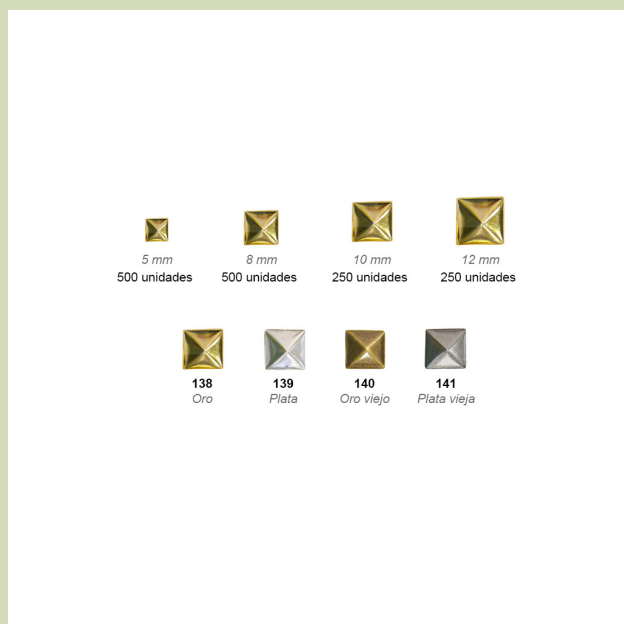 5 mm 8 mm 10 mm 12 mm
500 unidades 500 unidades 250 unidades 250 unidades
138 139 140 141
Oro Plata Oro viejo Plata vieja